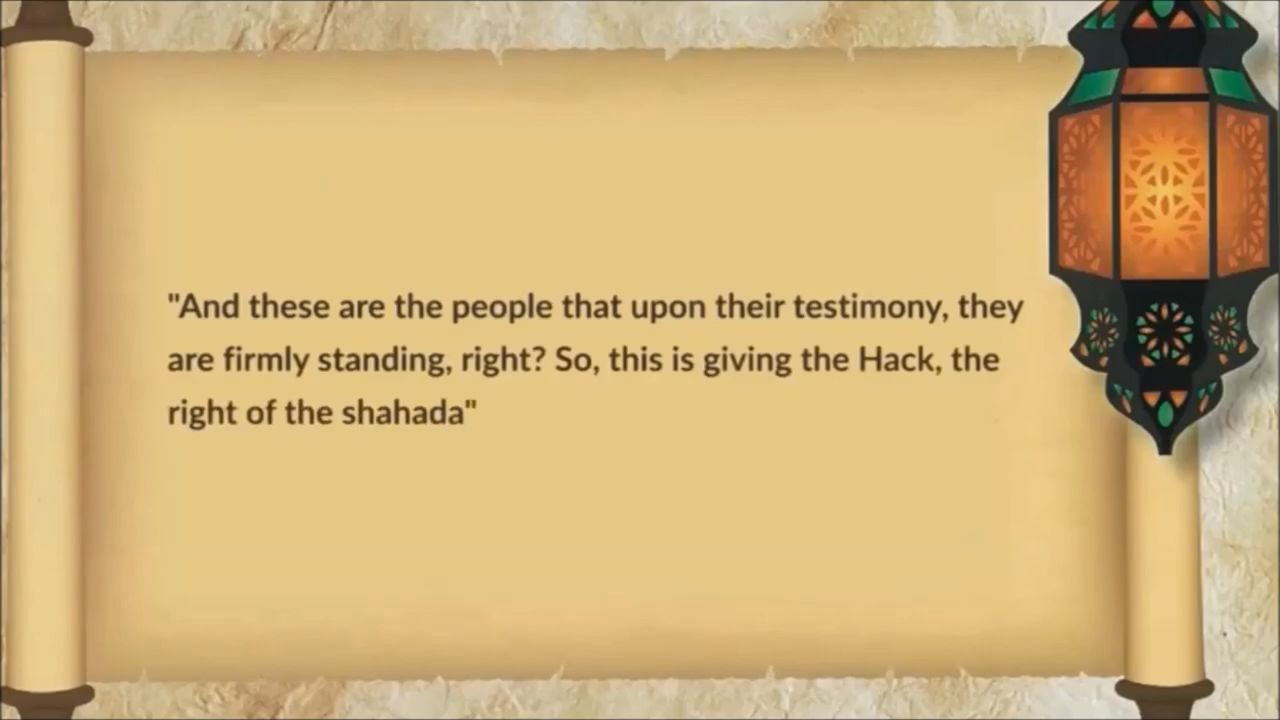 "And these are the people that upon their testimony, they
are firmly standing, right? So, this is giving the Hack, the
right of the shahada"